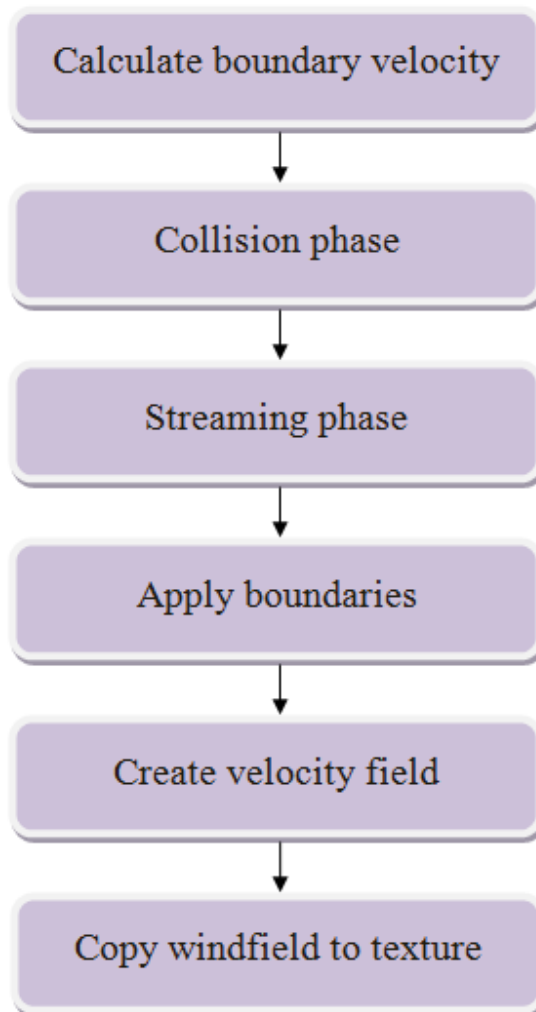 Calculate boundary velocity
Collision phase
Streaming phase
Apply boundaries
Create velocity field
Copy windfield to texture